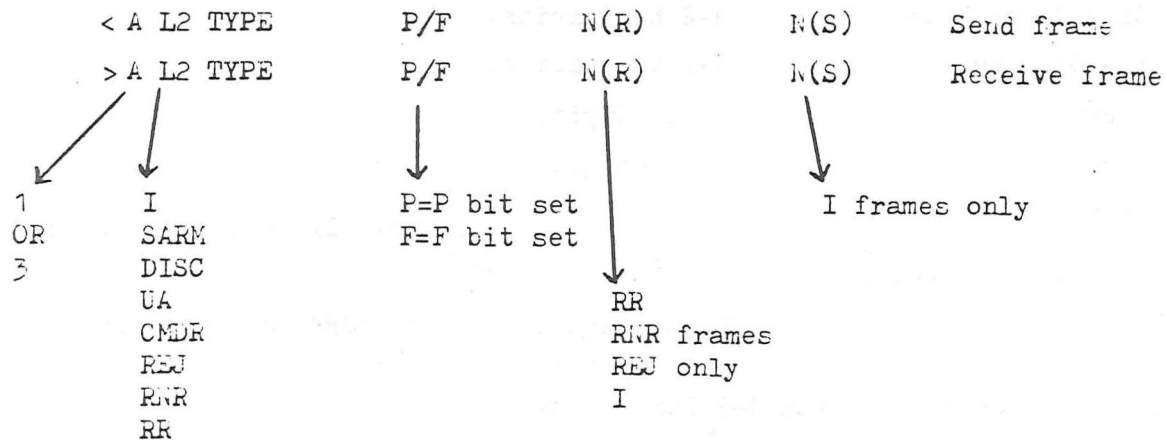 < A L2 TYPE P/F N(R) N(S) Send frame
> A L2 TYPE P/F N(R) N(S) Receive frame
1 I P=P bit set I frames only
OR SARM F=F bit set
3 DISC
UA RR
CMDR RNR frames
REJ REJ only
RNR I
RR